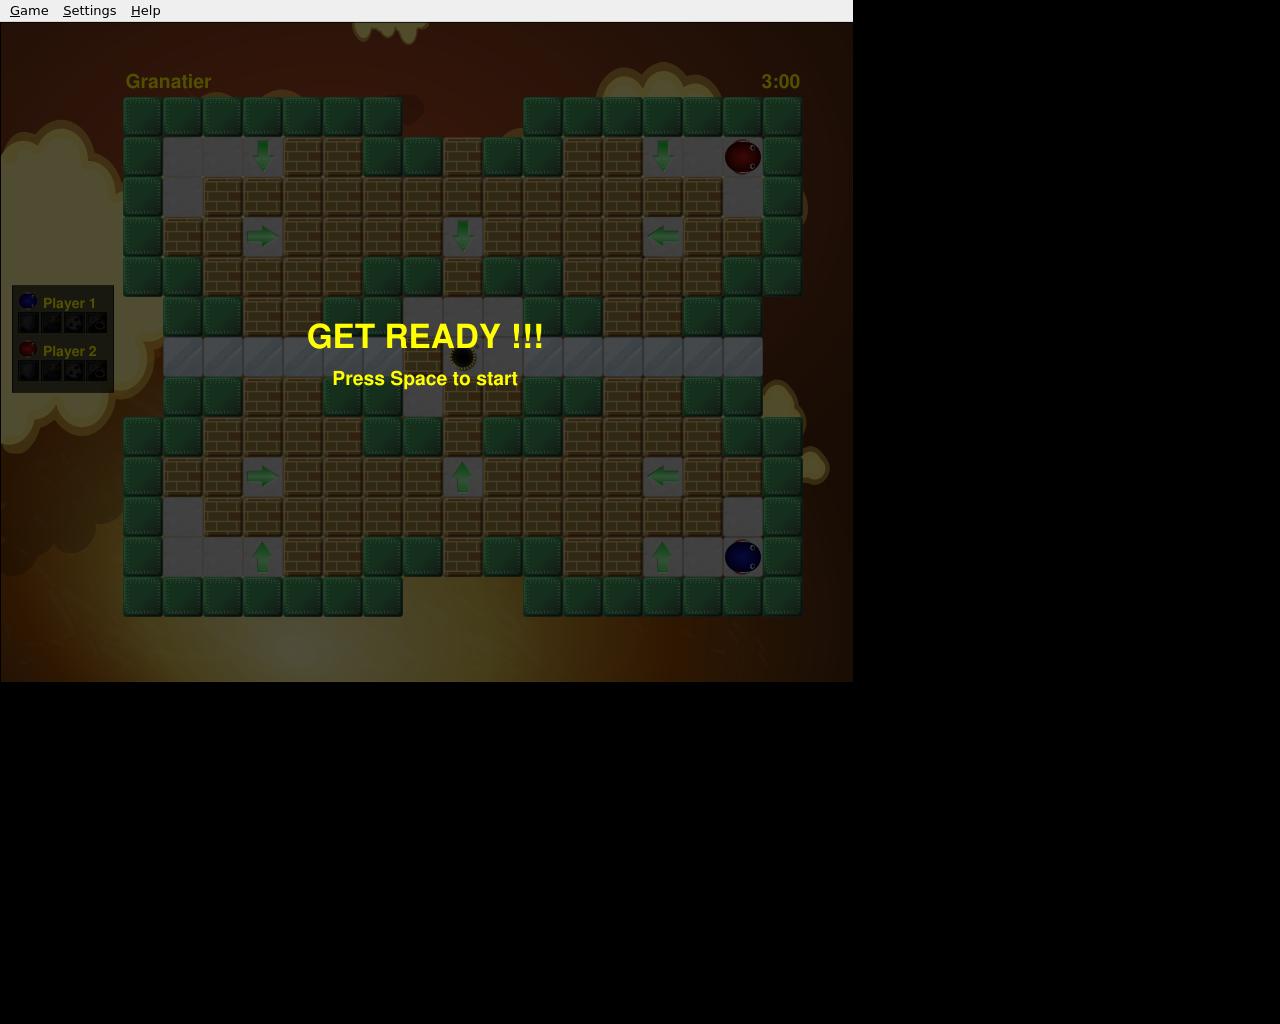 Game Settings Help
Granatier 3:00
Player 1
Player 2
GET READY !!!
Press Space to start